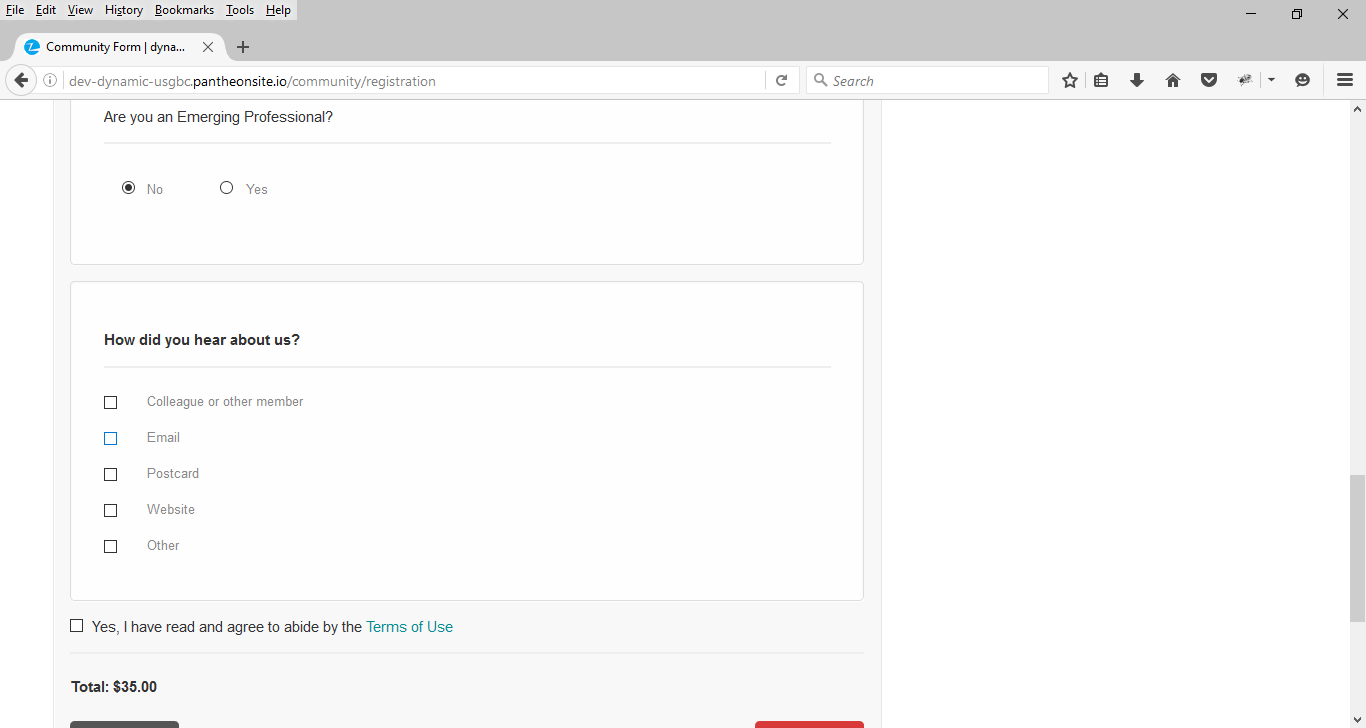 File Edit View History Bookmarks Tools Help
Community Form | dyna...
dev-dynamic-usgbc.pantheonsite.io/community/registration
Search
Are you an Emerging Professional?
No Yes
How did you hear about us?
Colleague or other member
Email
Postcard
Website
Other
Yes, I have read and agree to abide by the Terms of Use
Total: $35.00